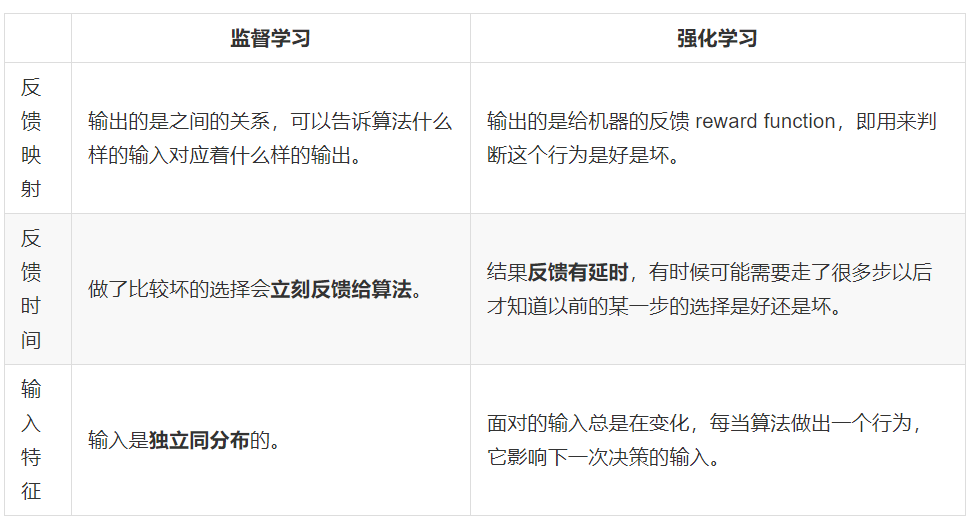 监督学习
强化学习
反
馈
映
射
输出的是之间的关系，可以告诉算法什么
样的输入对应着什么样的输出。
输出的是给机器的反馈 reward function，即用来判
断这个行为是好是坏。
反
馈
时
间
做了比较坏的选择会立刻反馈给算法。
结果反馈有延时，有时候可能需要走了很多步以后
才知道以前的某一步的选择是好还是坏。
输
入
特
征
输入是独立同分布的。
面对的输入总是在变化，每当算法做出一个行为，
它影响下一次决策的输入。